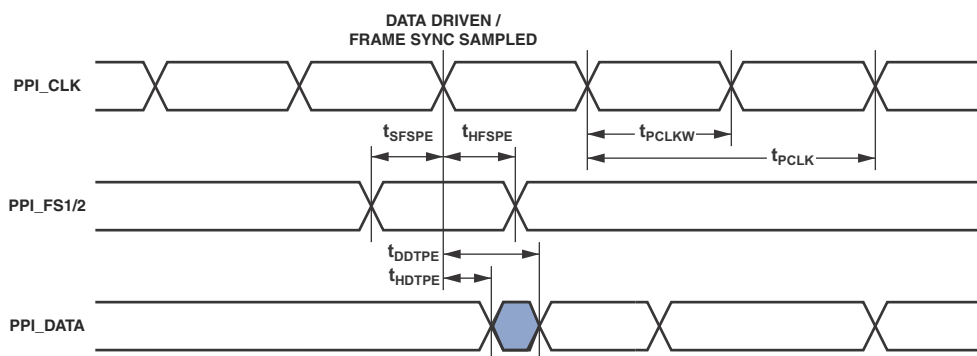 DATA DRIVEN /
FRAME SYNC SAMPLED
PPI_CLK
tSFSPE
tHFSPE
tPCLKW
tPCLK
PPI_FS1/2
tDDTPE
tHDTPE
PPI_DATA